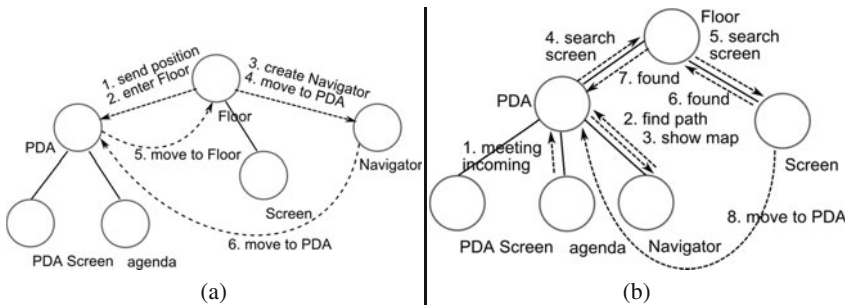 1. send position
2. enter Floor
3. create Navigator
4. move to PDA
Floor
PDA
5. move to Floor
Navigator
Screen
6. move to PDA
PDA Screen
agenda
(a)
Floor
4. search
screen
5. search
screen
7. found
6. found
PDA
2. find path
3. show map
1. meeting
incoming
Screen
8. move to PDA
PDA Screen
agenda
Navigator
(b)